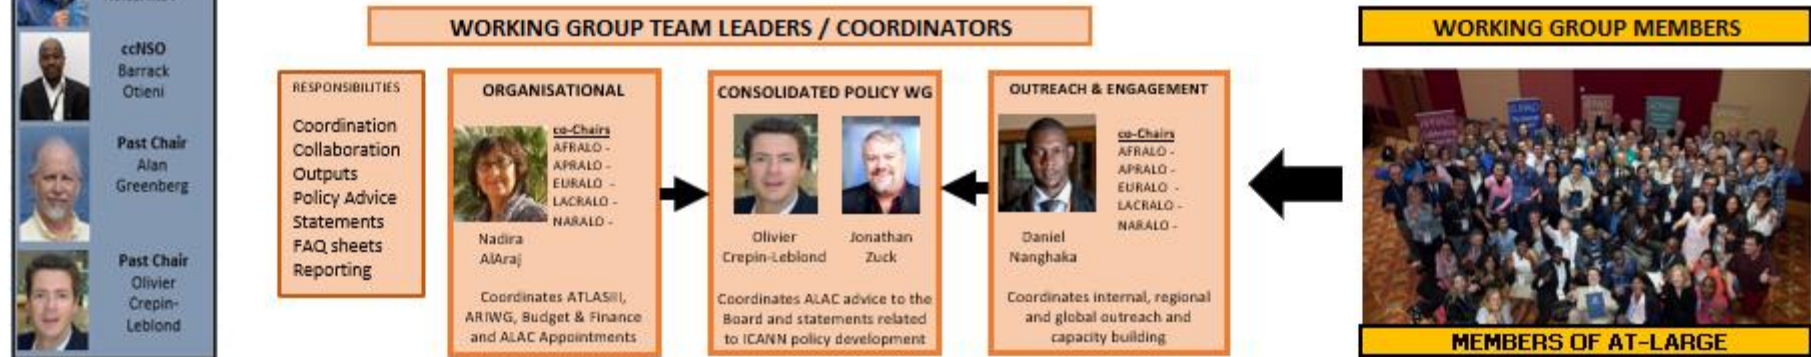 ccNSO
Barrack
Otieni
Past Chair
Alan
Greenberg
Past Chair
Olivier
Crepin-
Leblond
WORKING GROUP TEAM LEADERS / COORDINATORS
RESPONSIBILITIES
Coordination
Collaboration
Outputs
Policy Advice
Statements
FAQ sheets
Reporting
ORGANISATIONAL
co-Chairs
AFRALO -
APRALO -
EURALO -
LACRALO -
NARALO -
Nadira
AlAraj
Coordinates ATLASIII,
ARIWG, Budget & Finance
and ALAC Appointments
CONSOLIDATED POLICY WG
Olivier
Crepin-Leblond
Jonathan
Zuck
Coordinates ALAC advice to the
Board and statements related
to ICANN policy development
OUTREACH & ENGAGEMENT
co-Chairs
AFRALO -
APRALO -
EURALO -
LACRALO -
NARALO -
Daniel
Nanghaka
Coordinates internal, regional
and global outreach and
capacity building
WORKING GROUP MEMBERS
MEMBERS OF AT-LARGE